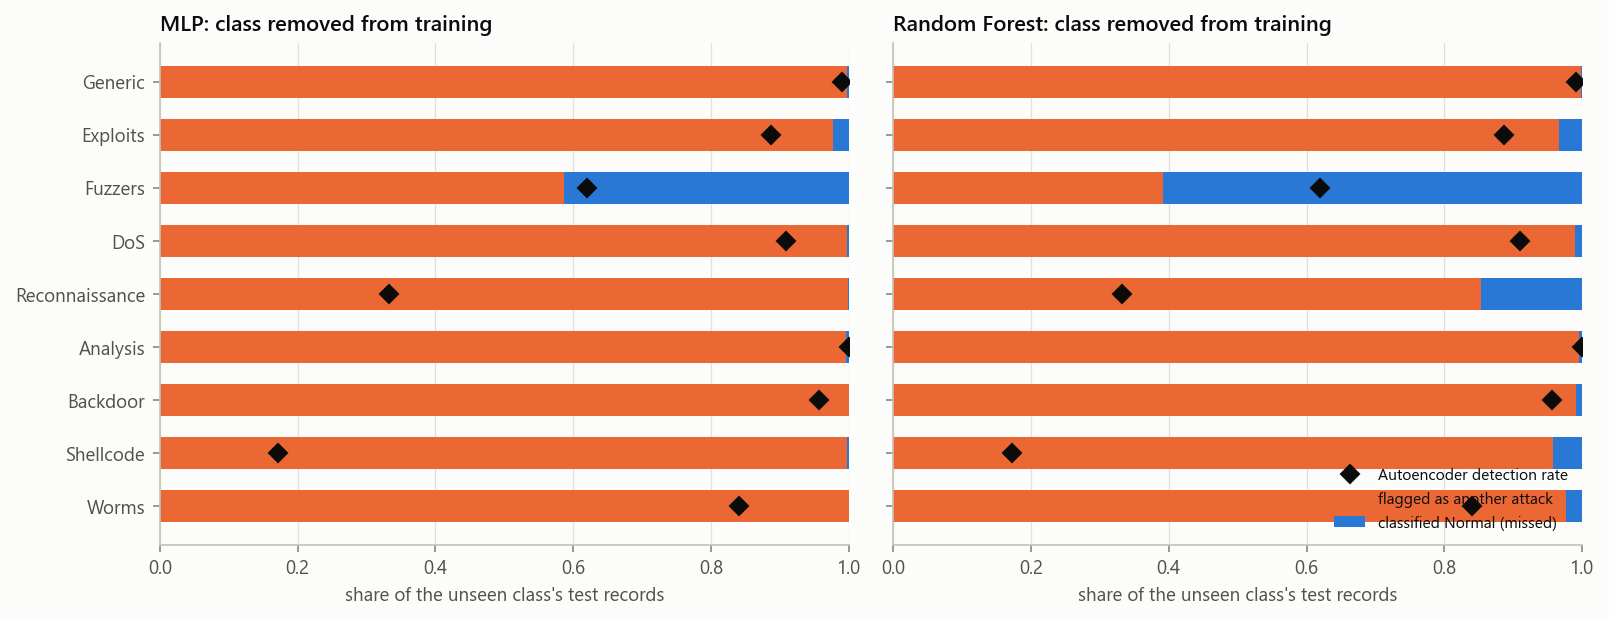 MLP: class removed from training
Random Forest: class removed from training
Generic
Exploits
Fuzzers
DoS
Reconnaissance
Analysis
Backdoor
Shellcode
Worms
Autoencoder detection rate
flagged as another attack
classified Normal (missed)
0.0 0.2 0.4 0.6 0.8 1.0
0.0 0.2 0.4 0.6 0.8 1.0
share of the unseen class's test records
share of the unseen class's test records